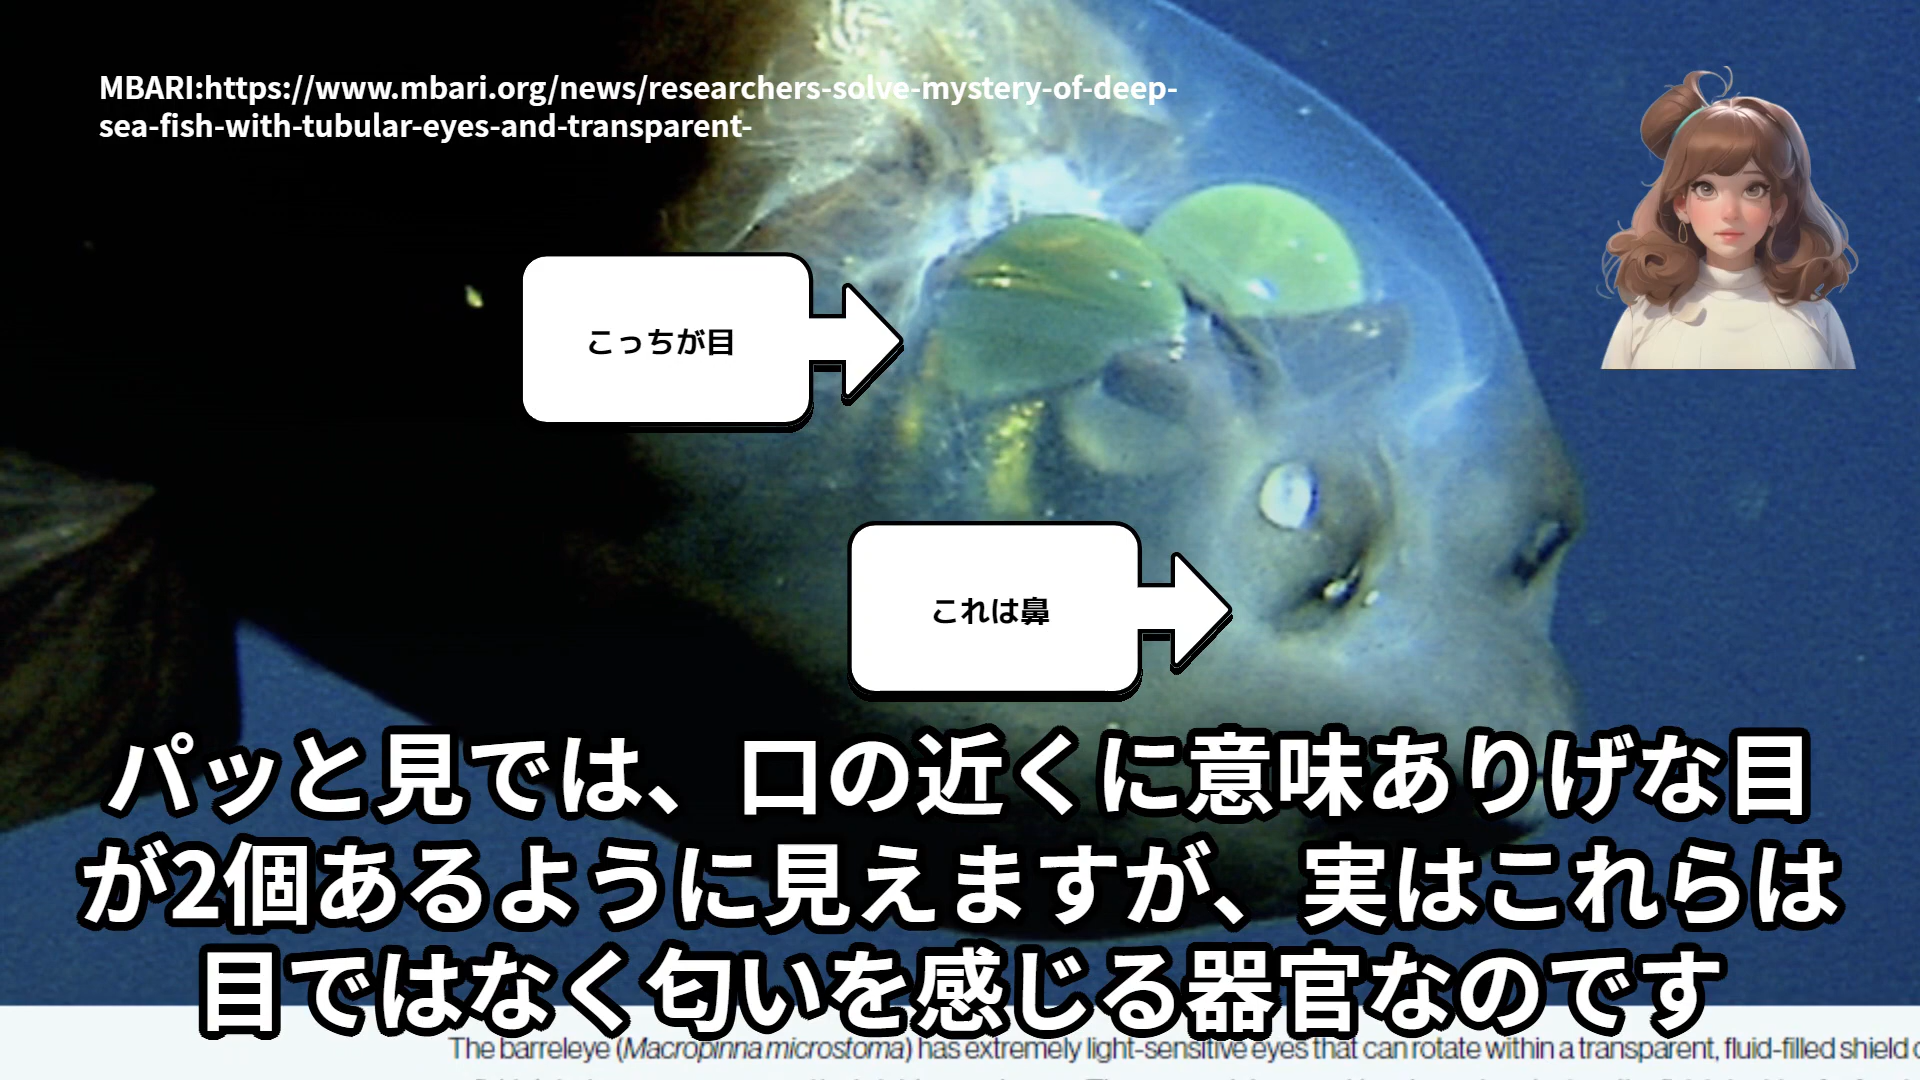 MBARI:https://www.mbari.org/news/researchers-solve-mystery-of-deep-
sea-fish-with-tubular-eyes-and-transparent-
こっちが目
これは鼻
パッと見では、口の近くに意味ありげな目
が2個あるように見えますが、実はこれらは
目ではなく匂いを感じる器官なのです
The barreleye (Macropinna microstoma) has extremely light-sensitive eyes that can rotate within a transparent, fluid-filled shield